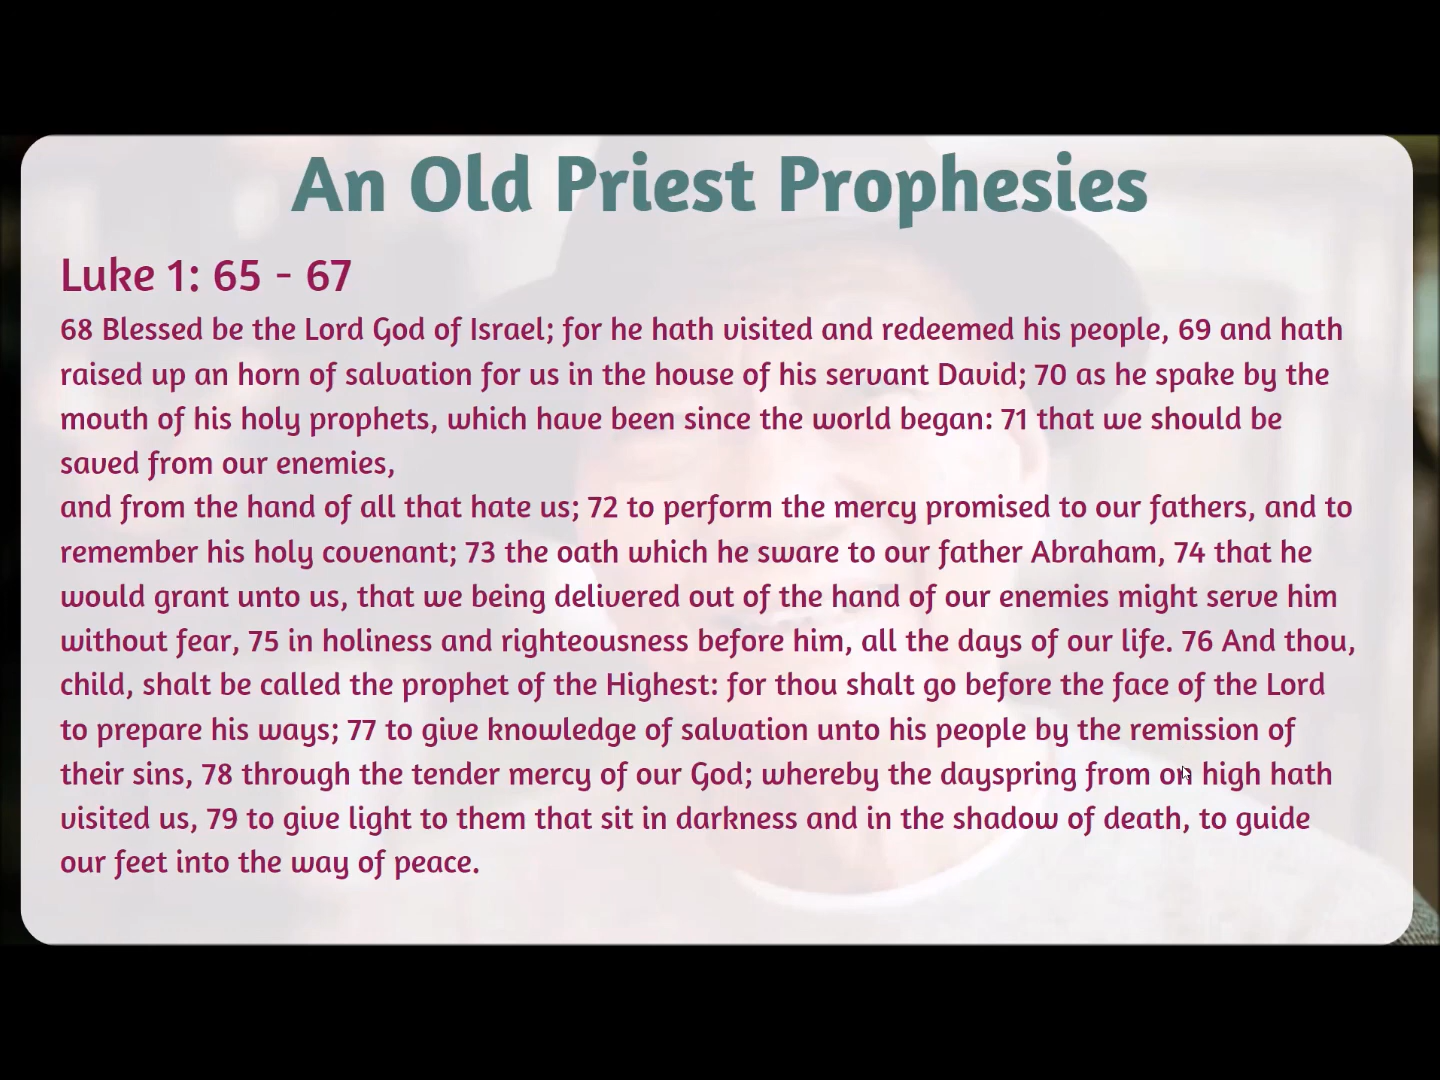 An Old Priest Prophesies
Luke 1: 65 - 67
68 Blessed be the Lord God of Israel; for he hath visited and redeemed his people, 69 and hath
raised up an horn of salvation for us in the house of his servant David; 70 as he spake by the
mouth of his holy prophets, which have been since the world began: 71 that we should be
saved from our enemies,
and from the hand of all that hate us; 72 to perform the mercy promised to our fathers, and to
remember his holy covenant; 73 the oath which he sware to our father Abraham, 74 that he
would grant unto us, that we being delivered out of the hand of our enemies might serve him
without fear, 75 in holiness and righteousness before him, all the days of our life. 76 And thou,
child, shalt be called the prophet of the Highest: for thou shalt go before the face of the Lord
to prepare his ways; 77 to give knowledge of salvation unto his people by the remission of
their sins, 78 through the tender mercy of our God; whereby the dayspring from on high hath
visited us, 79 to give light to them that sit in darkness and in the shadow of death, to guide
our feet into the way of peace.